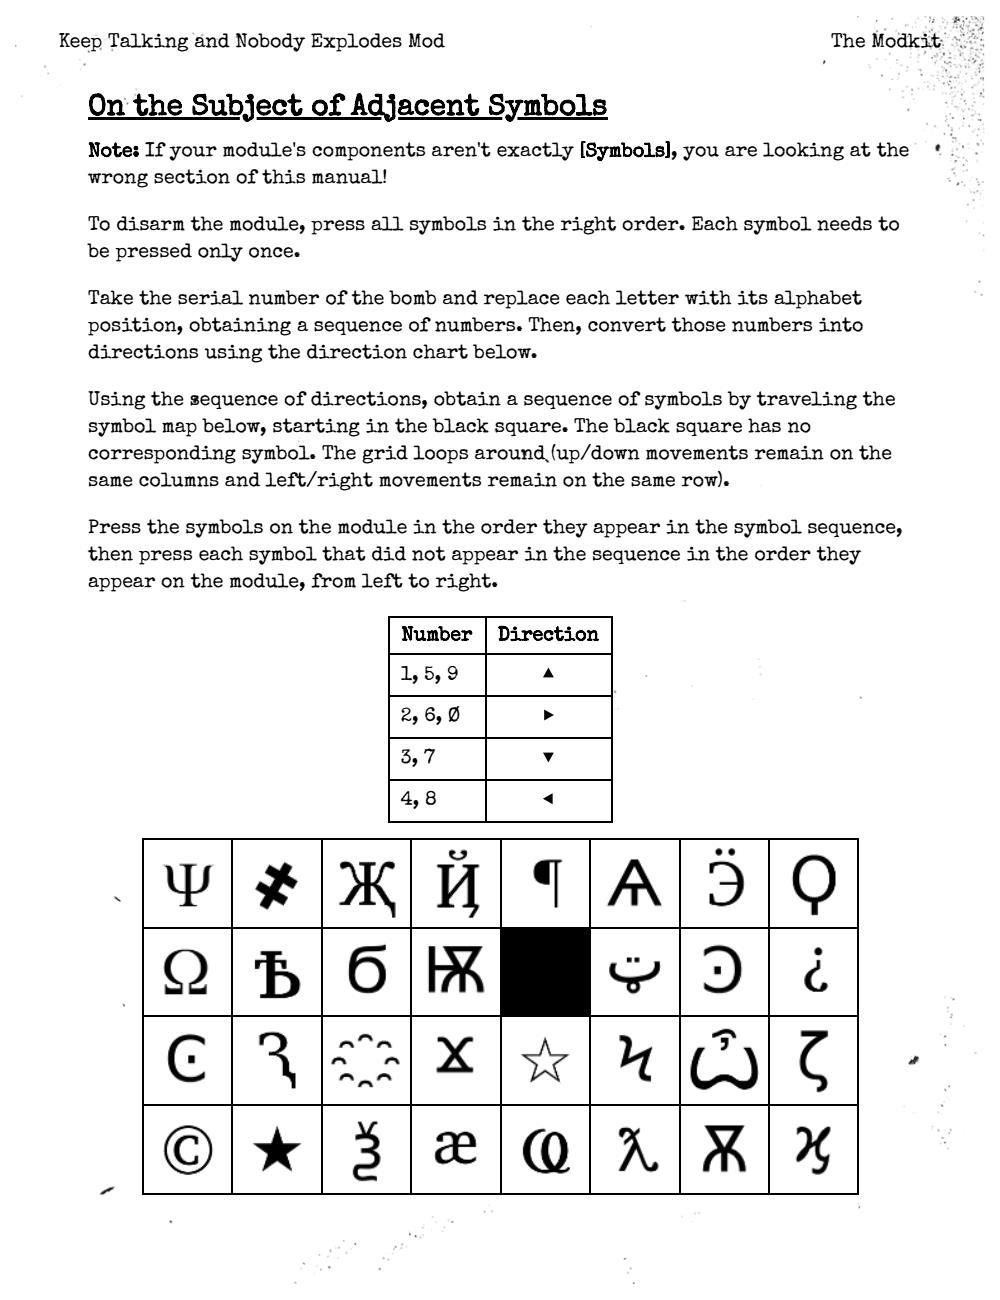 Keep Talking and Nobody Explodes Mod The Modkit
On the Subject of Adjacent Symbols
Note: If your module's components aren't exactly [Symbols], you are looking at the
wrong section of this manual!
To disarm the module, press all symbols in the right order. Each symbol needs to
be pressed only once.
Take the serial number of the bomb and replace each letter with its alphabet
position, obtaining a sequence of numbers. Then, convert those numbers into
directions using the direction chart below.
Using the sequence of directions, obtain a sequence of symbols by traveling the
symbol map below, starting in the black square. The black square has no
corresponding symbol. The grid loops around (up/down movements remain on the
same columns and left/right movements remain on the same row).
Press the symbols on the module in the order they appear in the symbol sequence,
then press each symbol that did not appear in the sequence in the order they
appear on the module, from left to right.
Number Direction
1, 5, 9 ▲
2, 6, 0 ►
3, 7 ▼
4, 8 ◄
Ψ Җ Ҋ ¶ Ѧ Ӭ Ϙ
Ω Ѣ б Ѭ ټ Ͽ ¿
Ͼ Ԇ ҈ Ϫ ☆ Ϟ Ѽ ζ
© ★ Ѯ æ Ҩ ƛ Ѫ ϗ